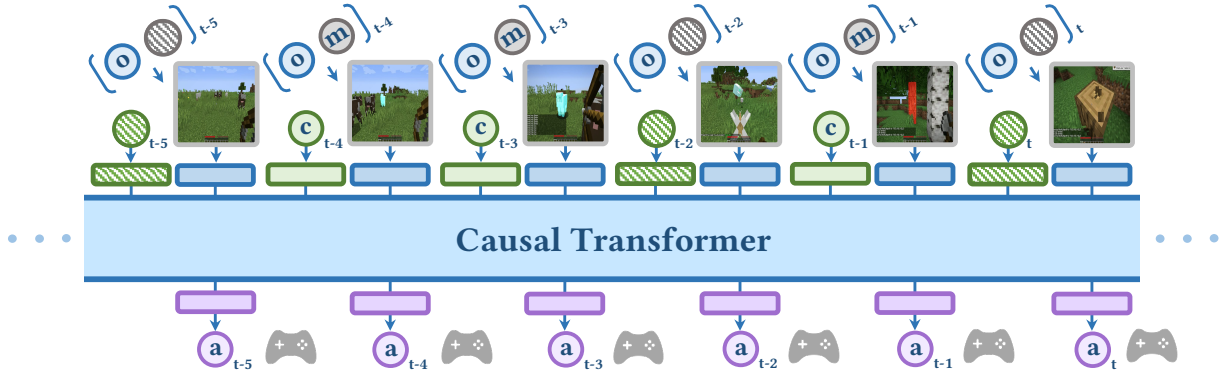 o t-5
o m t-4
o m t-3
o t-2
o m t-1
o t
t-5
c t-4
c t-3
t-2
c t-1
t
Causal Transformer
a t-5
a t-4
a t-3
a t-2
a t-1
a t